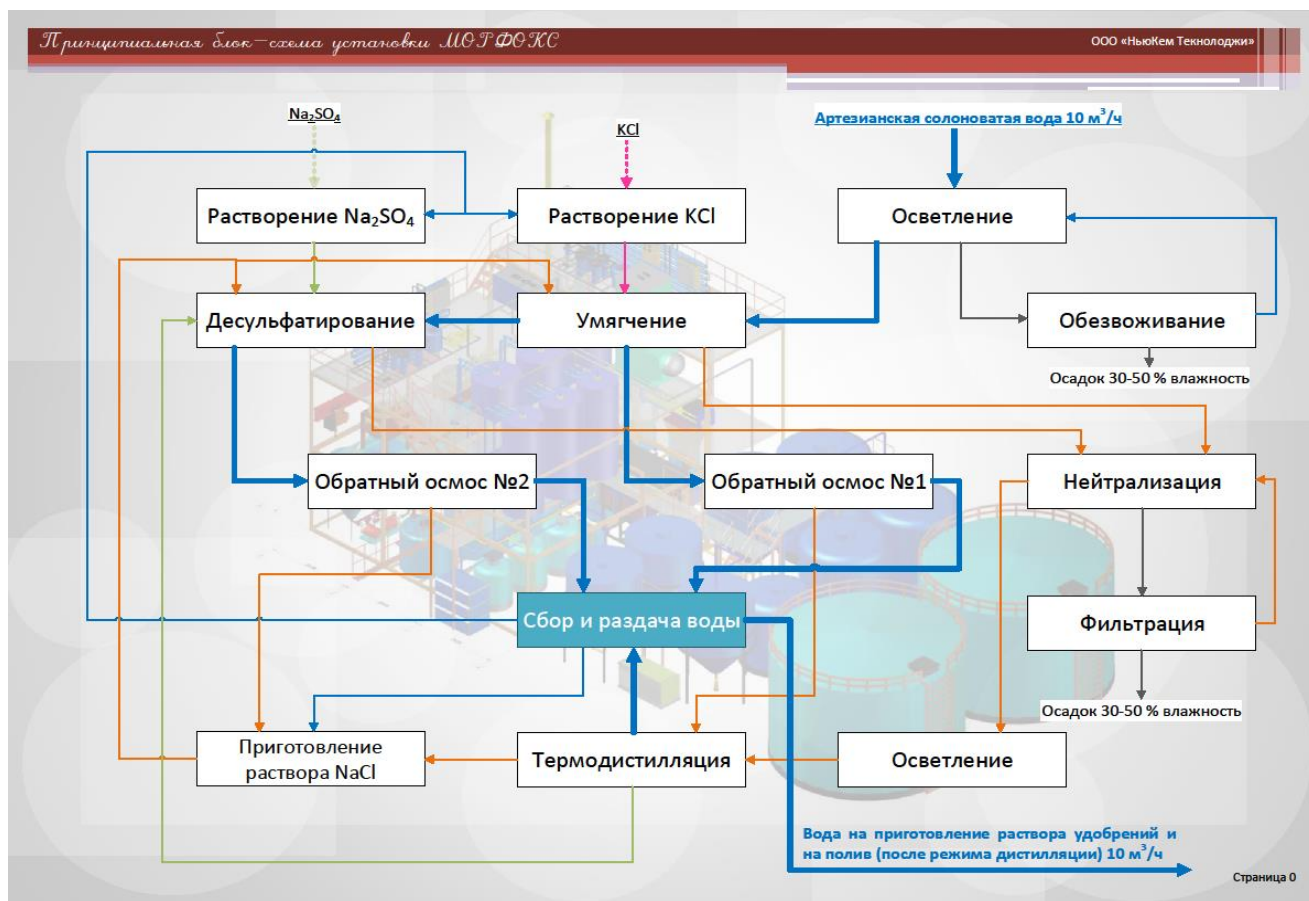 Принципиальная блок-схема установки МОРФОКС
ООО «НьюКем Текнолоджи»
Na₂SO₄
KCl
Артезианская солоноватая вода 10 м³/ч
Растворение Na₂SO₄
Растворение KCl
Осветление
Десульфатирование
Умягчение
Обезвоживание
Осадок 30-50 % влажность
Обратный осмос №2
Обратный осмос №1
Нейтрализация
Сбор и раздача воды
Фильтрация
Осадок 30-50 % влажность
Приготовление
раствора NaCl
Термодистилляция
Осветление
Вода на приготовление раствора удобрений и
на полив (после режима дистилляции) 10 м³/ч
Страница 0